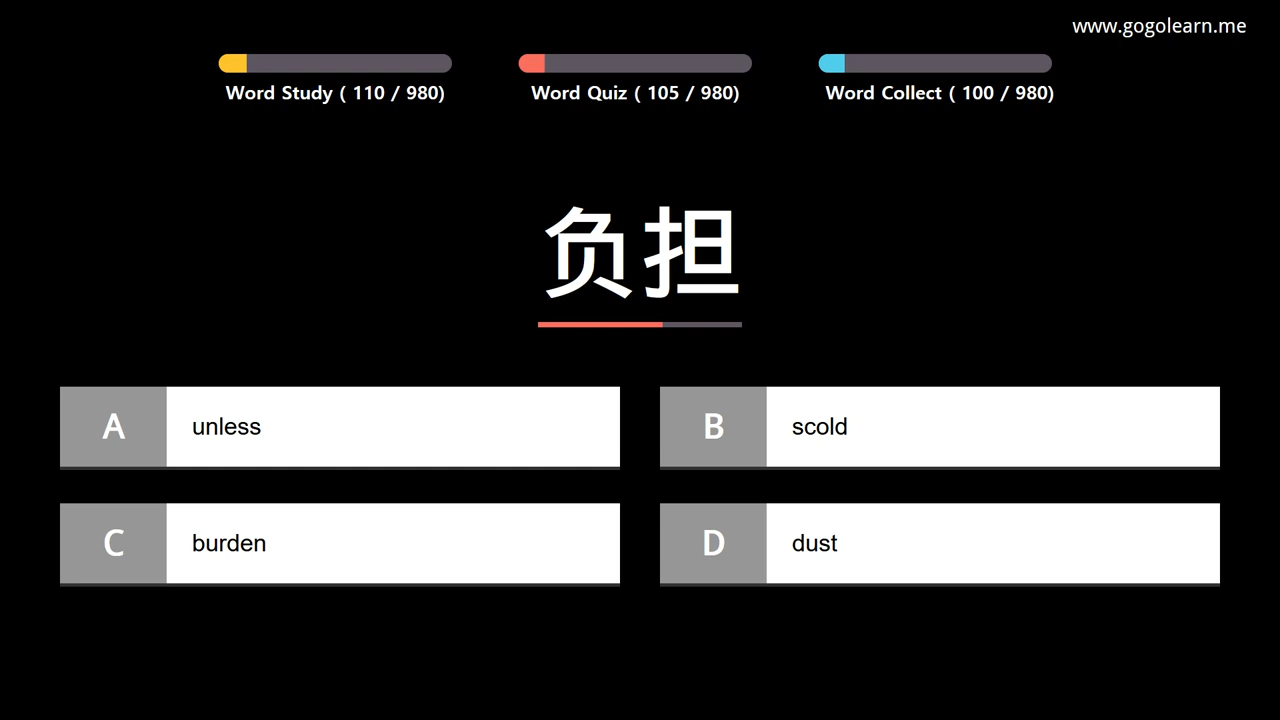 www.gogolearn.me
Word Study ( 110 / 980)
Word Quiz ( 105 / 980)
Word Collect ( 100 / 980)
负担
A unless
B scold
C burden
D dust